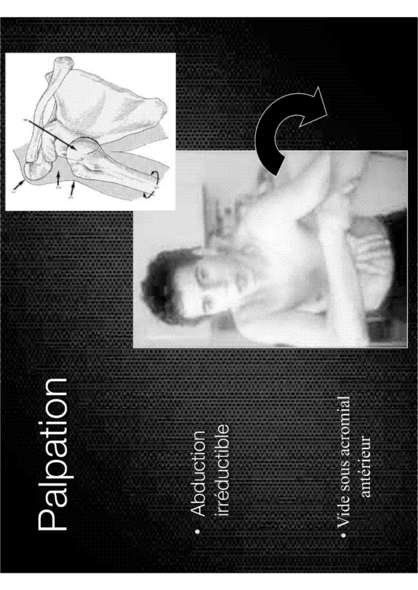 Palpation
• Abduction
irréductible
• Vide sous acromial
antérieur